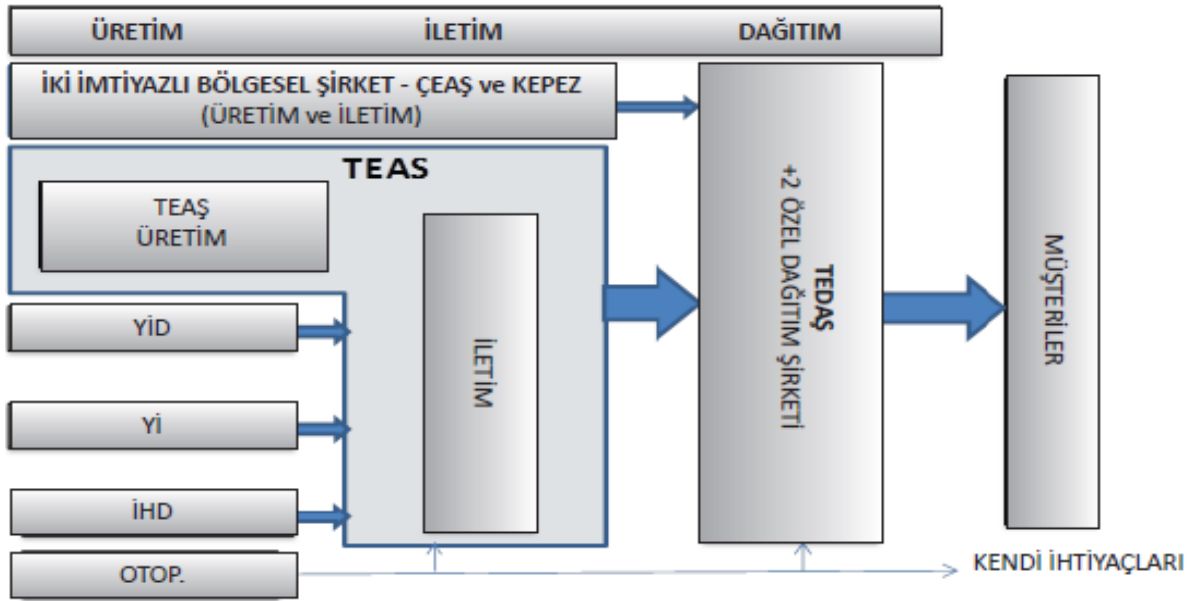 ÜRETİM İLETİM DAĞITIM
İKİ İMTİYAZLI BÖLGESEL ŞİRKET - ÇEAŞ ve KEPEZ
(ÜRETİM ve İLETİM)
TEAS
TEAŞ
ÜRETİM
YİD
Yİ
İHD
OTOP.
İLETİM
TEDAŞ
+2 ÖZEL DAĞITIM ŞİRKETİ
MÜŞTERİLER
KENDİ İHTİYAÇLARI